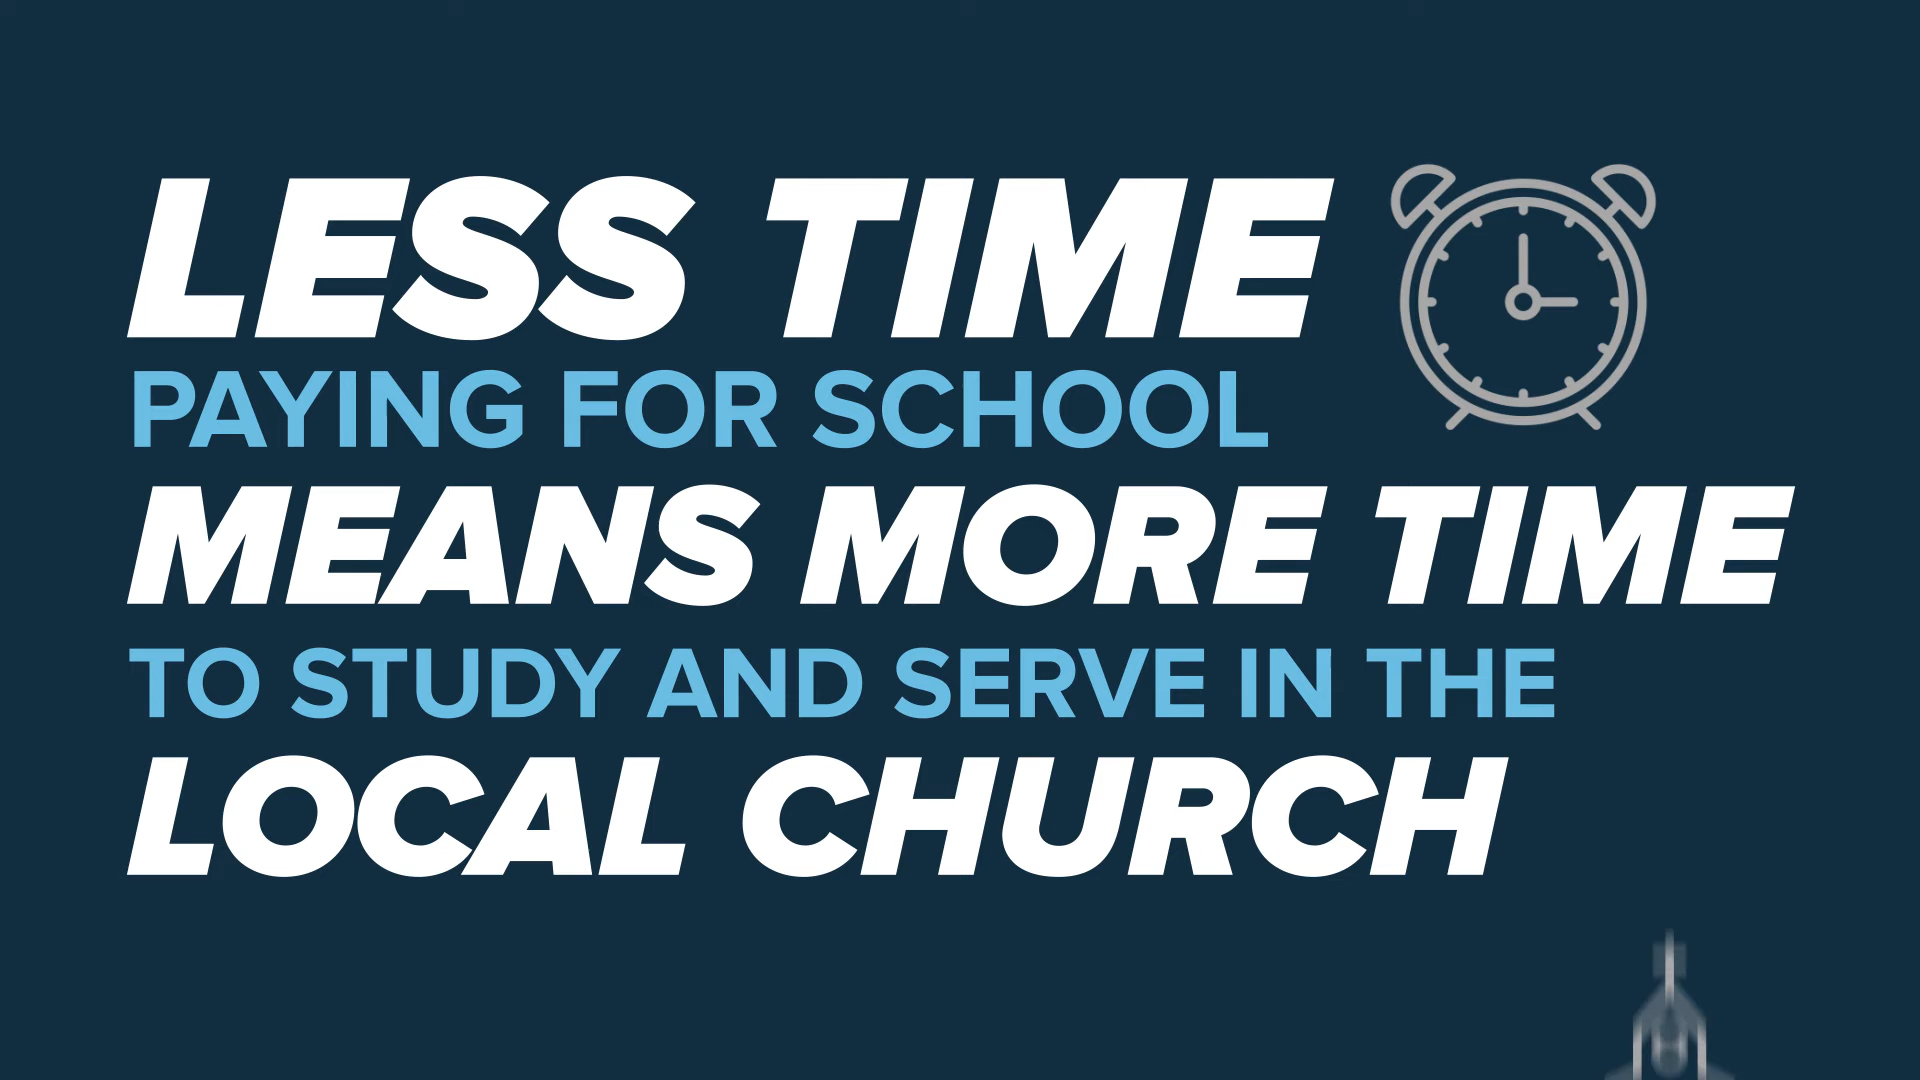 LESS TIME
PAYING FOR SCHOOL
MEANS MORE TIME
TO STUDY AND SERVE IN THE
LOCAL CHURCH